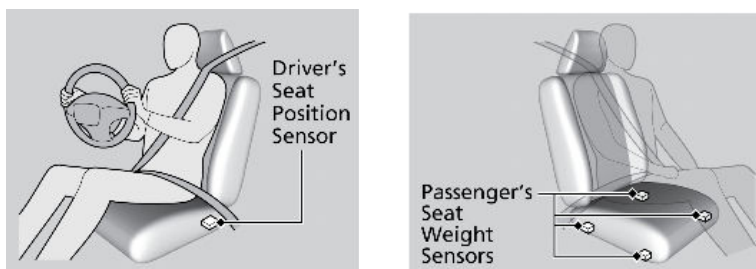 Driver's
Seat
Position
Sensor
Passenger's
Seat
Weight
Sensors